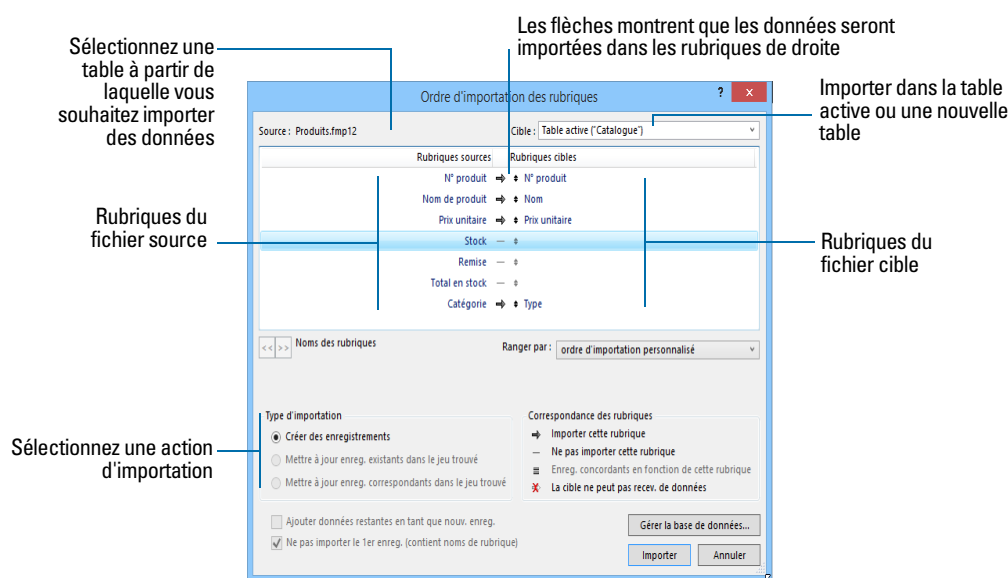 Les flèches montrent que les données seront
importées dans les rubriques de droite
Sélectionnez une
table à partir de
laquelle vous
souhaitez importer
des données
Importer dans la table
active ou une nouvelle
table
Ordre d'importation des rubriques
? x
Source : Produits.fmp12
Cible : Table active ("Catalogue")
Rubriques sources Rubriques cibles
N° produit N° produit
Nom de produit Nom
Prix unitaire Prix unitaire
Stock
Remise
Total en stock
Catégorie Type
Rubriques du
fichier source
Rubriques du
fichier cible
<< >> Noms des rubriques
Ranger par : ordre d'importation personnalisé
Sélectionnez une action
d'importation
Type d'importation
Créer des enregistrements
Mettre à jour enreg. existants dans le jeu trouvé
Mettre à jour enreg. correspondants dans le jeu trouvé
Correspondance des rubriques
Importer cette rubrique
Ne pas importer cette rubrique
Enreg. concordants en fonction de cette rubrique
La cible ne peut pas recev. de données
Ajouter données restantes en tant que nouv. enreg.
Ne pas importer le 1er enreg. (contient noms de rubrique)
Gérer la base de données...
Importer Annuler